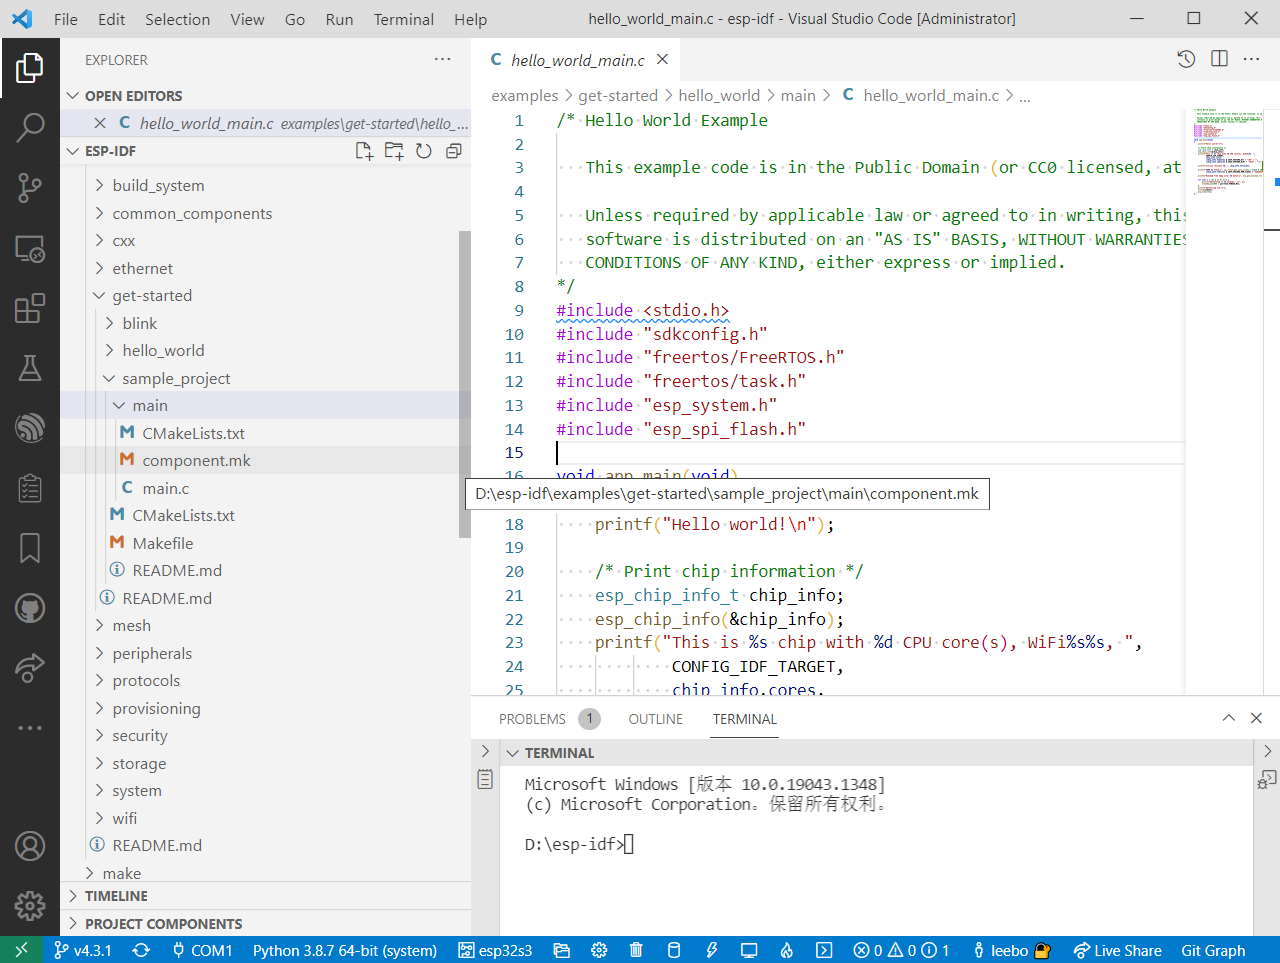 File Edit Selection View Go Run Terminal Help hello_world_main.c - esp-idf - Visual Studio Code [Administrator]
EXPLORER
OPEN EDITORS
hello_world_main.c examples\get-started\hello_...
ESP-IDF
build_system
common_components
cxx
ethernet
get-started
blink
hello_world
sample_project
main
CMakeLists.txt
component.mk
main.c
CMakeLists.txt
Makefile
README.md
README.md
mesh
peripherals
protocols
provisioning
security
storage
system
wifi
README.md
make
TIMELINE
PROJECT COMPONENTS
C hello_world_main.c
examples > get-started > hello_world > main > C hello_world_main.c > ...
1 /* Hello World Example
2
3 This example code is in the Public Domain (or CC0 licensed, at
4
5 Unless required by applicable law or agreed to in writing, this
6 software is distributed on an "AS IS" BASIS, WITHOUT WARRANTIES
7 CONDITIONS OF ANY KIND, either express or implied.
8 */
9 #include <stdio.h>
10 #include "sdkconfig.h"
11 #include "freertos/FreeRTOS.h"
12 #include "freertos/task.h"
13 #include "esp_system.h"
14 #include "esp_spi_flash.h"
15
16 void app_main(void)
D:\esp-idf\examples\get-started\sample_project\main\component.mk
18 printf("Hello world!\n");
19
20 /* Print chip information */
21 esp_chip_info_t chip_info;
22 esp_chip_info(&chip_info);
23 printf("This is %s chip with %d CPU core(s), WiFi%s%s, ",
24 CONFIG_IDF_TARGET,
25 chip_info.cores,
PROBLEMS 1 OUTLINE TERMINAL
TERMINAL
Microsoft Windows [版本 10.0.19043.1348]
(c) Microsoft Corporation。保留所有权利。
D:\esp-idf>
v4.3.1 COM1 Python 3.8.7 64-bit (system) esp32s3 0 0 1 leebo Live Share Git Graph